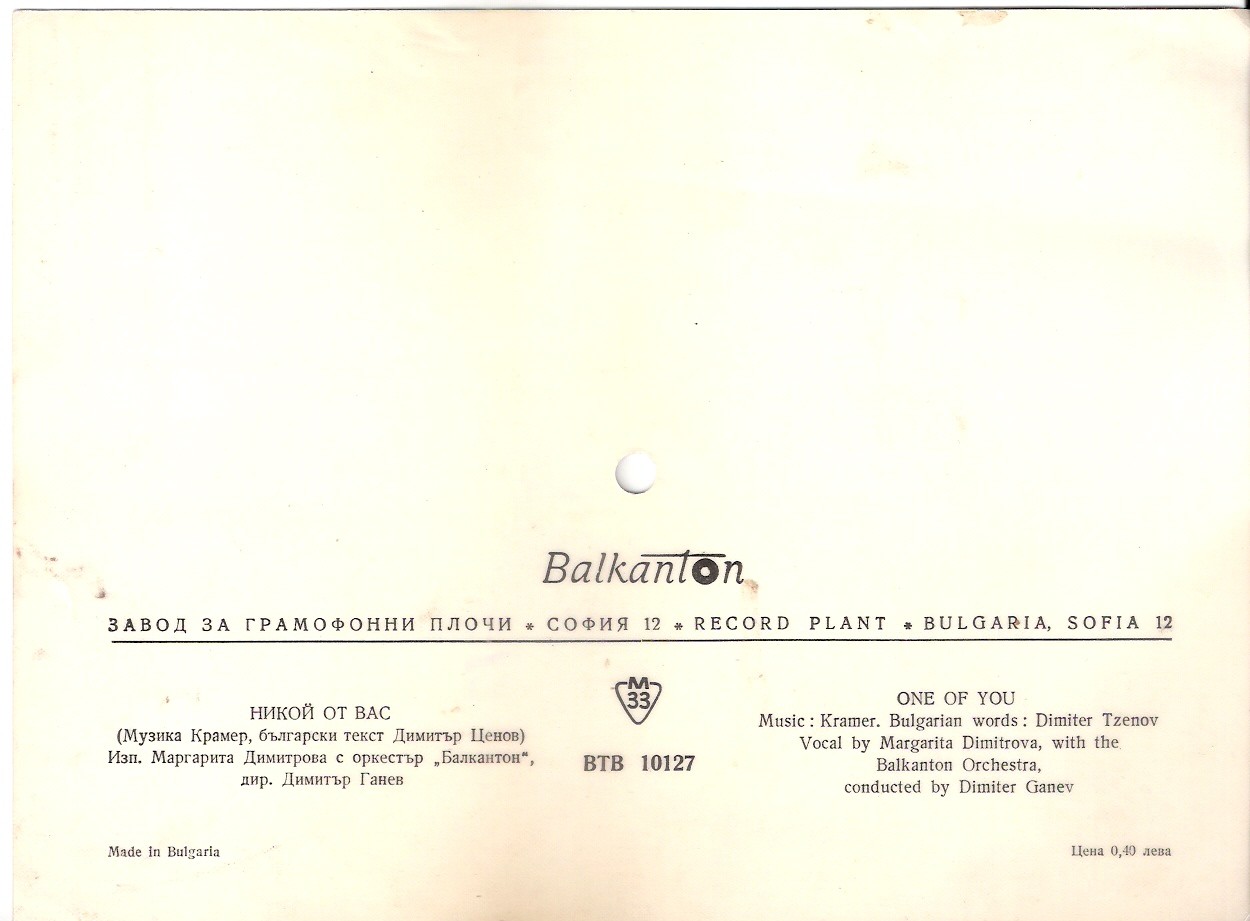 Balkanton
ЗАВОД ЗА ГРАМОФОННИ ПЛОЧИ * СОФИЯ 12 * RECORD PLANT * BULGARIA, SOFIA 12
НИКОЙ ОТ ВАС
(Музика Крамер, български текст Димитър Ценов)
Изп. Маргарита Димитрова с оркестър „Балкантон“,
дир. Димитър Ганев
М
33
ВТВ 10127
ONE OF YOU
Music : Kramer. Bulgarian words : Dimiter Tzenov
Vocal by Margarita Dimitrova, with the
Balkanton Orchestra,
conducted by Dimiter Ganev
Made in Bulgaria
Цена 0,40 лева